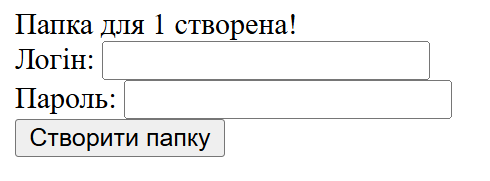 Папка для 1 створена!
Логін:
Пароль:
Створити папку